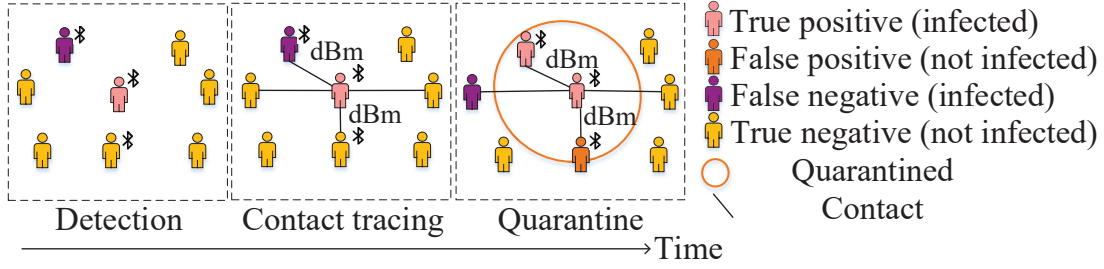 dBm
dBm
dBm
dBm
True positive (infected)
False positive (not infected)
False negative (infected)
True negative (not infected)
Quarantined
Contact
Detection
Contact tracing
Quarantine
Time